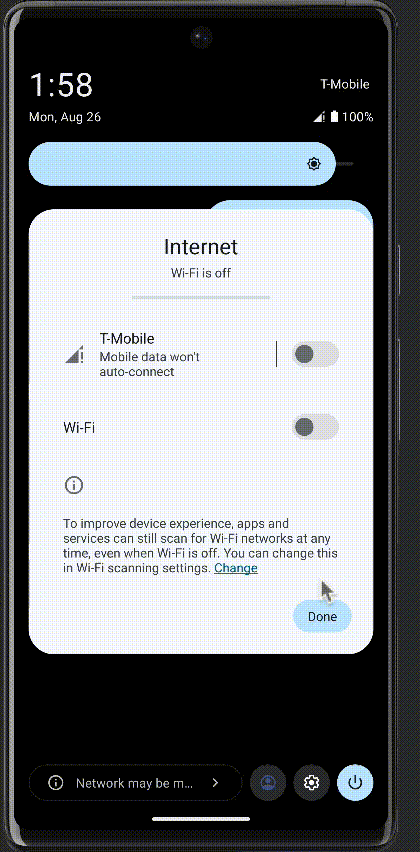 1:58
T-Mobile
Mon, Aug 26
100%
Internet
Wi-Fi is off
T-Mobile
Mobile data won't
auto-connect
Wi-Fi
To improve device experience, apps and
services can still scan for Wi-Fi networks at any
time, even when Wi-Fi is off. You can change this
in Wi-Fi scanning settings. Change
Done
Network may be m...